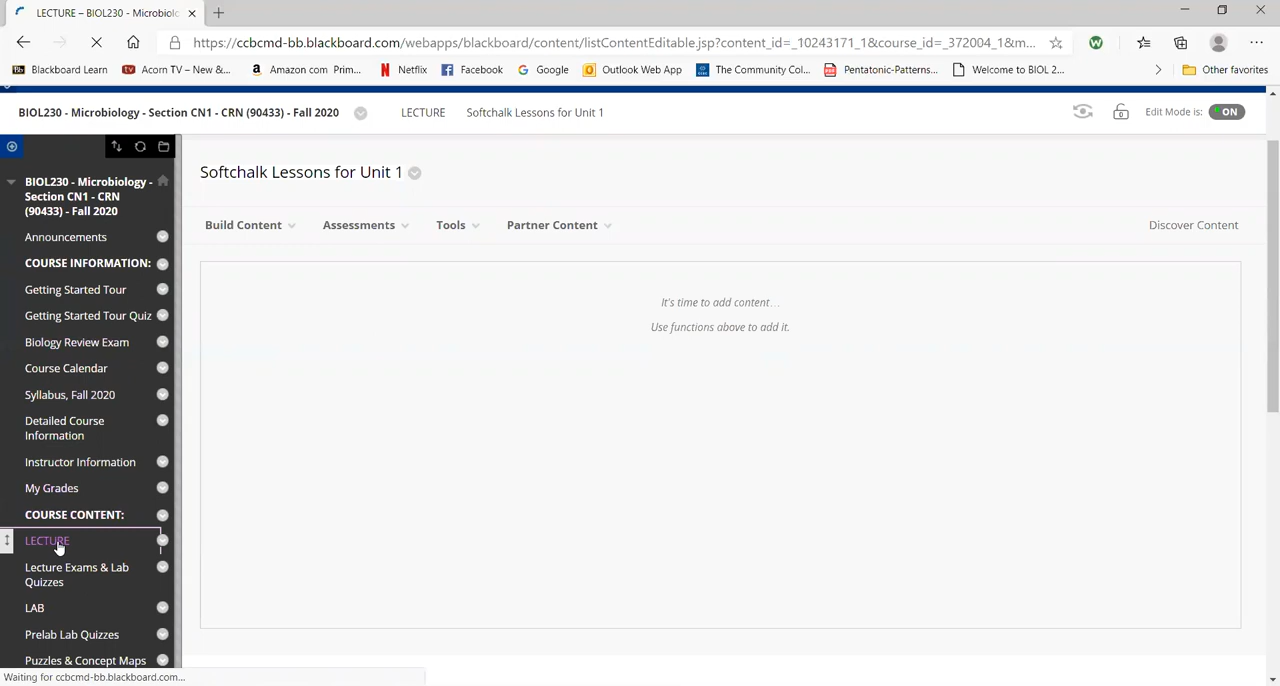 LECTURE – BIOL230 - Microbiolo
https://ccbcmd-bb.blackboard.com/webapps/blackboard/content/listContentEditable.jsp?content_id=_10243171_1&course_id=_372004_1&m...
Blackboard Learn
Acorn TV – New &...
Amazon com Prim...
Netflix
Facebook
Google
Outlook Web App
The Community Col...
Pentatonic-Patterns...
Welcome to BIOL 2...
Other favorites
BIOL230 - Microbiology - Section CN1 - CRN (90433) - Fall 2020
LECTURE
Softchalk Lessons for Unit 1
Edit Mode is:
ON
BIOL230 - Microbiology -
Section CN1 - CRN
(90433) - Fall 2020
Announcements
COURSE INFORMATION:
Getting Started Tour
Getting Started Tour Quiz
Biology Review Exam
Course Calendar
Syllabus, Fall 2020
Detailed Course
Information
Instructor Information
My Grades
COURSE CONTENT:
LECTURE
Lecture Exams & Lab
Quizzes
LAB
Prelab Lab Quizzes
Puzzles & Concept Maps
Softchalk Lessons for Unit 1
Build Content
Assessments
Tools
Partner Content
Discover Content
It's time to add content...
Use functions above to add it.
Waiting for ccbcmd-bb.blackboard.com...